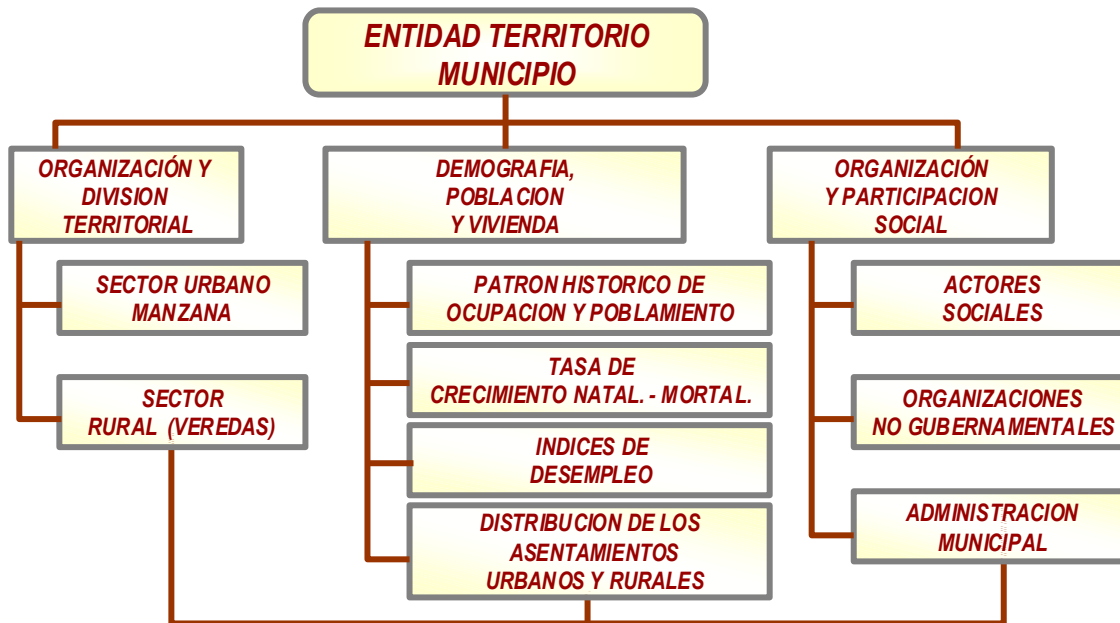 ENTIDAD TERRITORIO
MUNICIPIO
ORGANIZACIÓN Y
DIVISION
TERRITORIAL
SECTOR URBANO
MANZANA
SECTOR
RURAL (VEREDAS)
DEMOGRAFIA,
POBLACION
Y VIVIENDA
PATRON HISTORICO DE
OCUPACION Y POBLAMIENTO
TASA DE
CRECIMIENTO NATAL. - MORTAL.
INDICES DE
DESEMPLEO
DISTRIBUCION DE LOS
ASENTAMIENTOS
URBANOS Y RURALES
ORGANIZACIÓN
Y PARTICIPACION
SOCIAL
ACTORES
SOCIALES
ORGANIZACIONES
NO GUBERNAMENTALES
ADMINISTRACION
MUNICIPAL